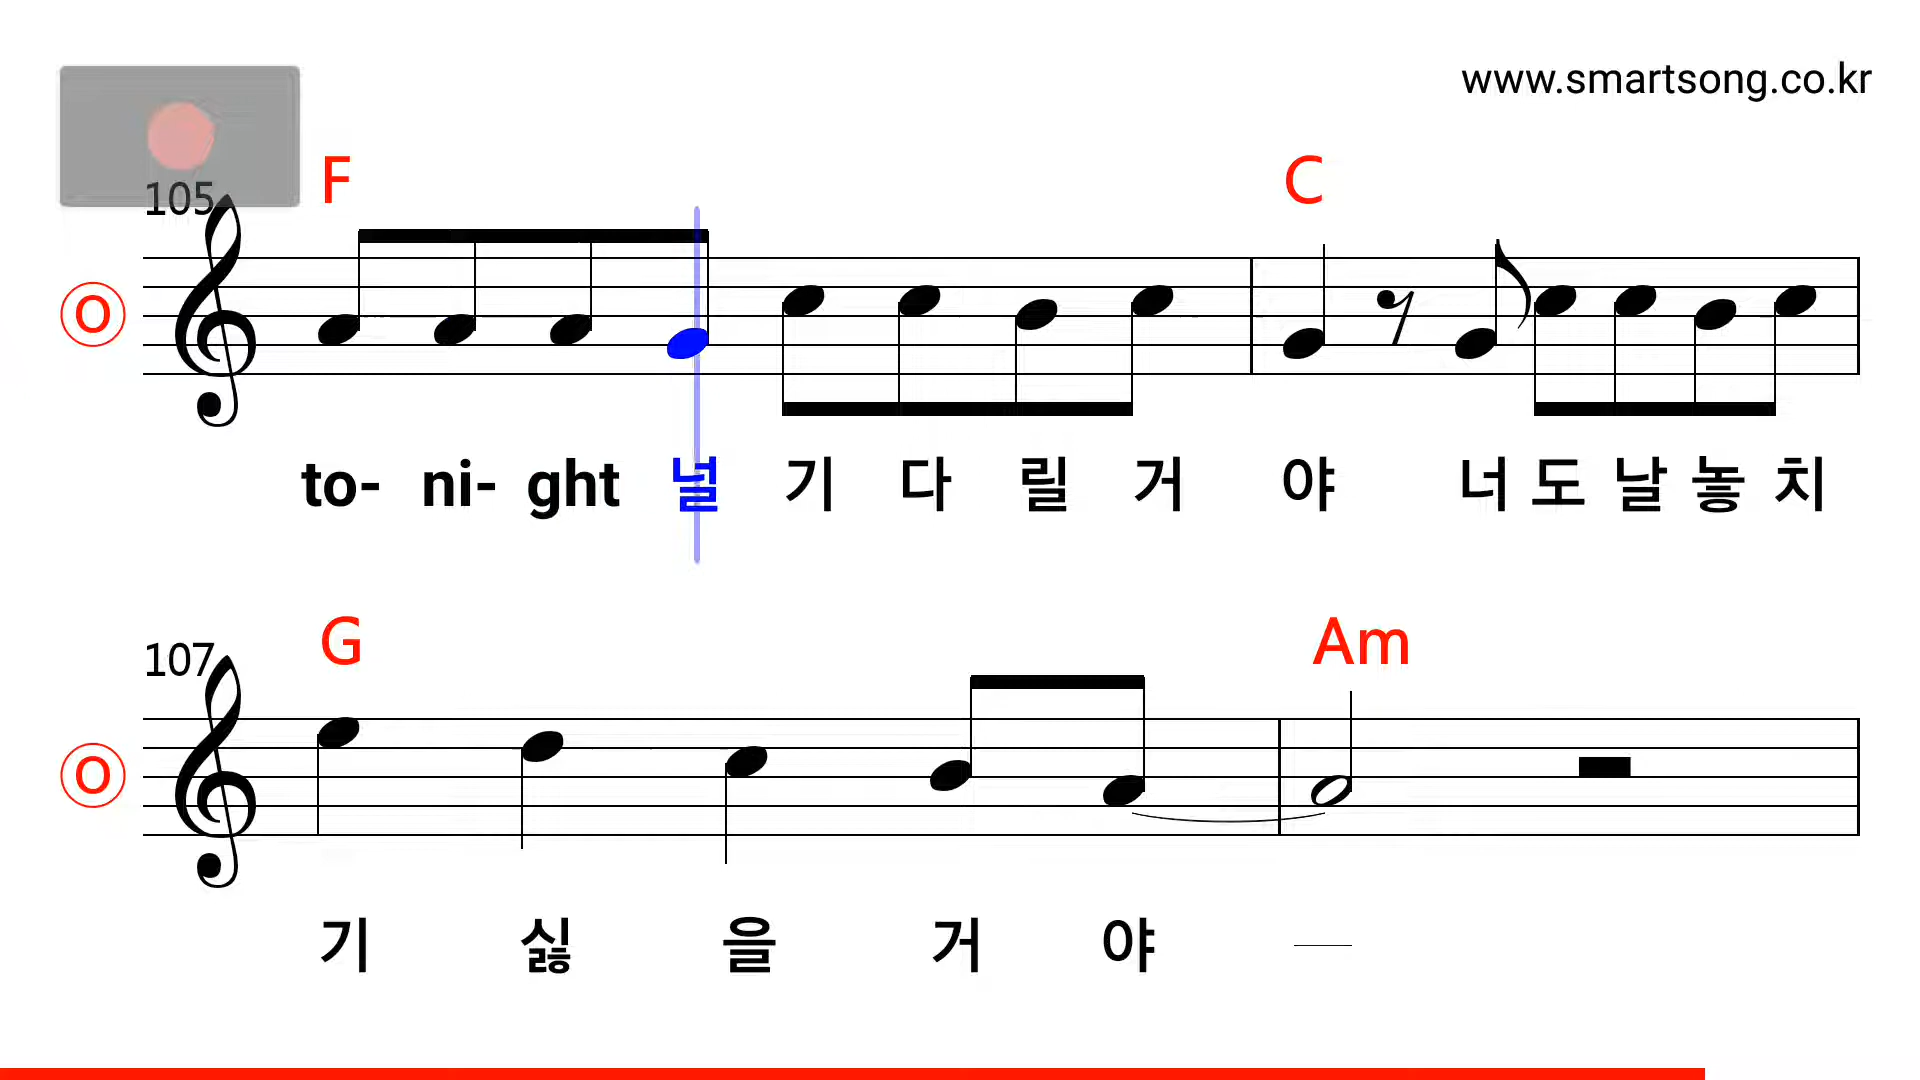 www.smartsong.co.kr
105 F C
O
to- ni- ght 널 기 다 릴 거 야 너 도 날 놓 치
107 G Am
O
기 싫 을 거 야